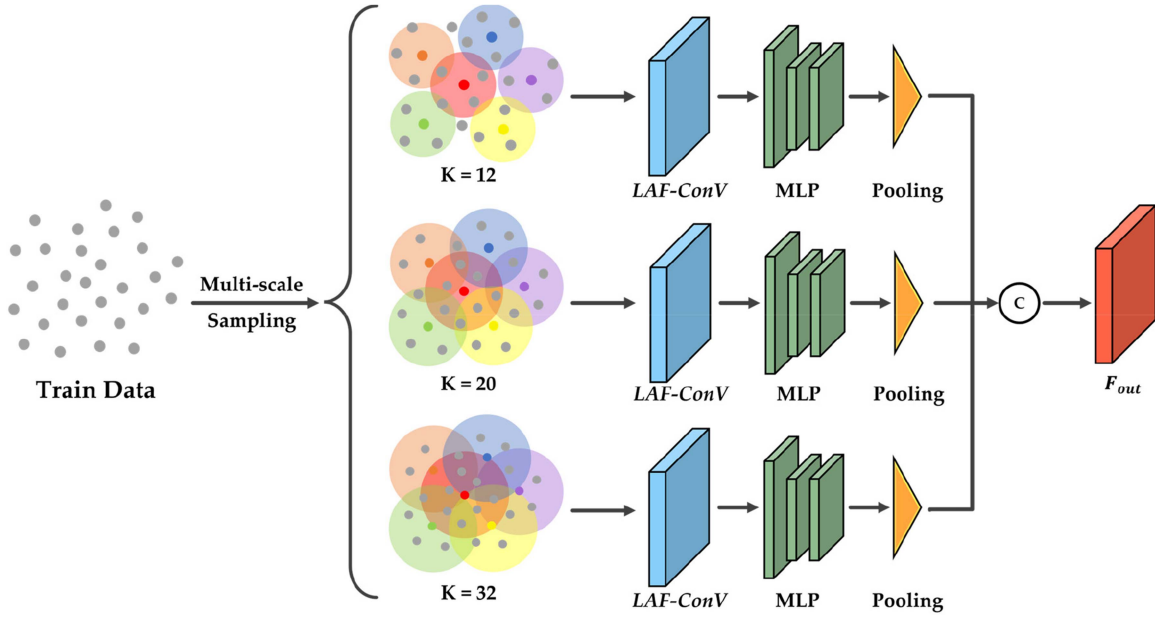 Train Data
Multi-scale
Sampling
K = 12
LAF-ConV
MLP
Pooling
K = 20
LAF-ConV
MLP
Pooling
K = 32
LAF-ConV
MLP
Pooling
C
F_out